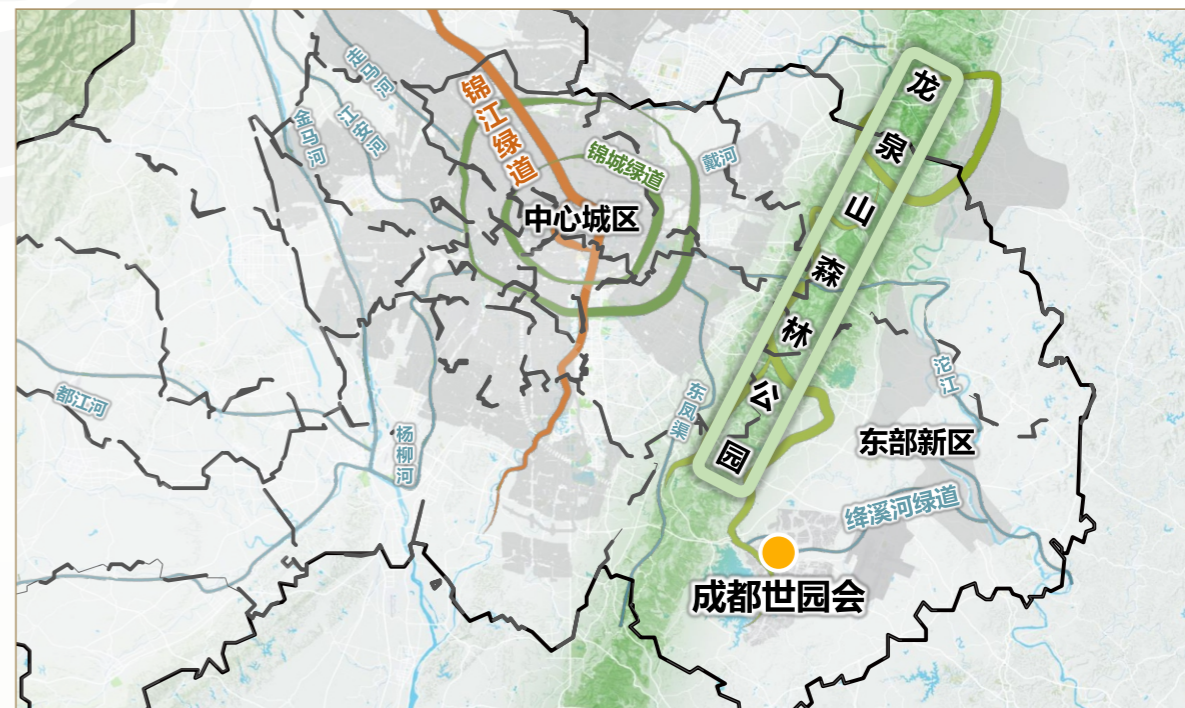 走马河
锦江绿道
金马河
江安河
锦城绿道
戴河
龙泉山森林公园
中心城区
沱江
都江河
杨柳河
东风渠
东部新区
绛溪河绿道
成都世园会